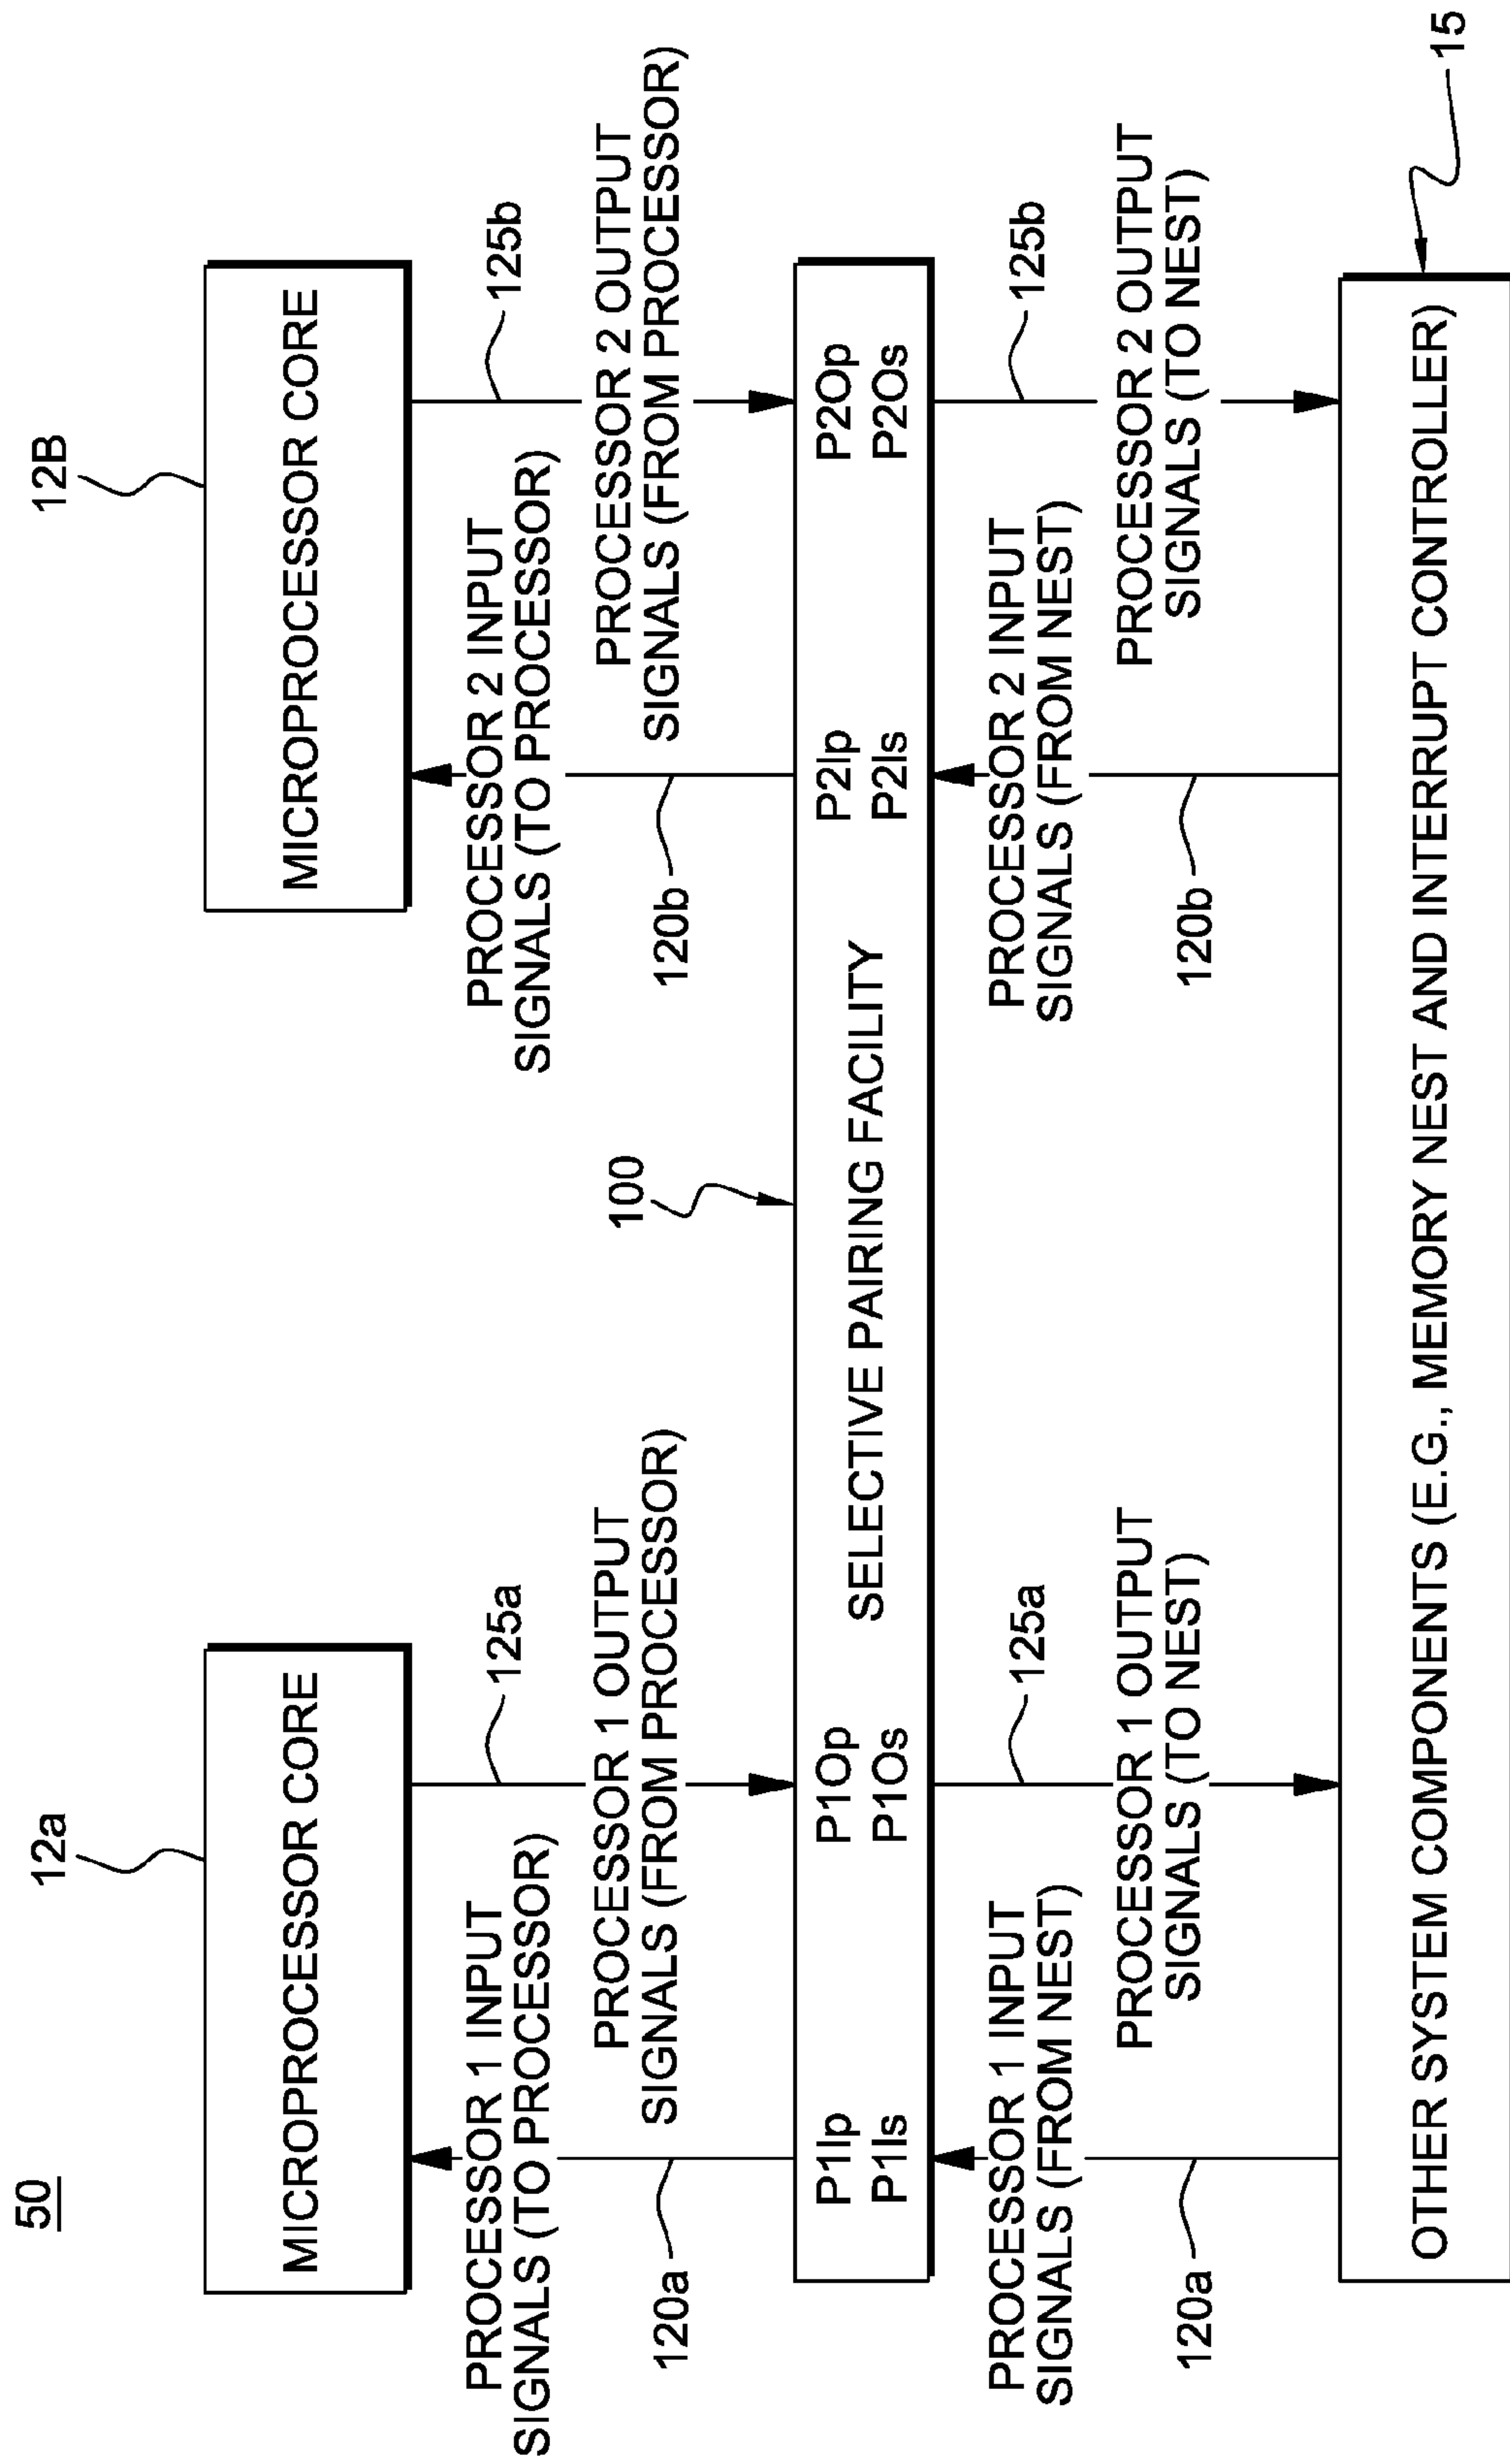 50
12a
12B
MICROPROCESSOR CORE
MICROPROCESSOR CORE
PROCESSOR 1 INPUT
SIGNALS (TO PROCESSOR)
125a
PROCESSOR 2 INPUT
SIGNALS (TO PROCESSOR)
125b
PROCESSOR 1 OUTPUT
SIGNALS (FROM PROCESSOR)
PROCESSOR 2 OUTPUT
SIGNALS (FROM PROCESSOR)
120a
100
120b
P1Ip
P1Is
P1Op
P1Os
SELECTIVE PAIRING FACILITY
P2Ip
P2Is
P2Op
P2Os
PROCESSOR 1 INPUT
SIGNALS (FROM NEST)
125a
PROCESSOR 2 INPUT
SIGNALS (FROM NEST)
125b
PROCESSOR 1 OUTPUT
SIGNALS (TO NEST)
PROCESSOR 2 OUTPUT
SIGNALS (TO NEST)
120a
120b
OTHER SYSTEM COMPONENTS (E.G., MEMORY NEST AND INTERRUPT CONTROLLER)
15